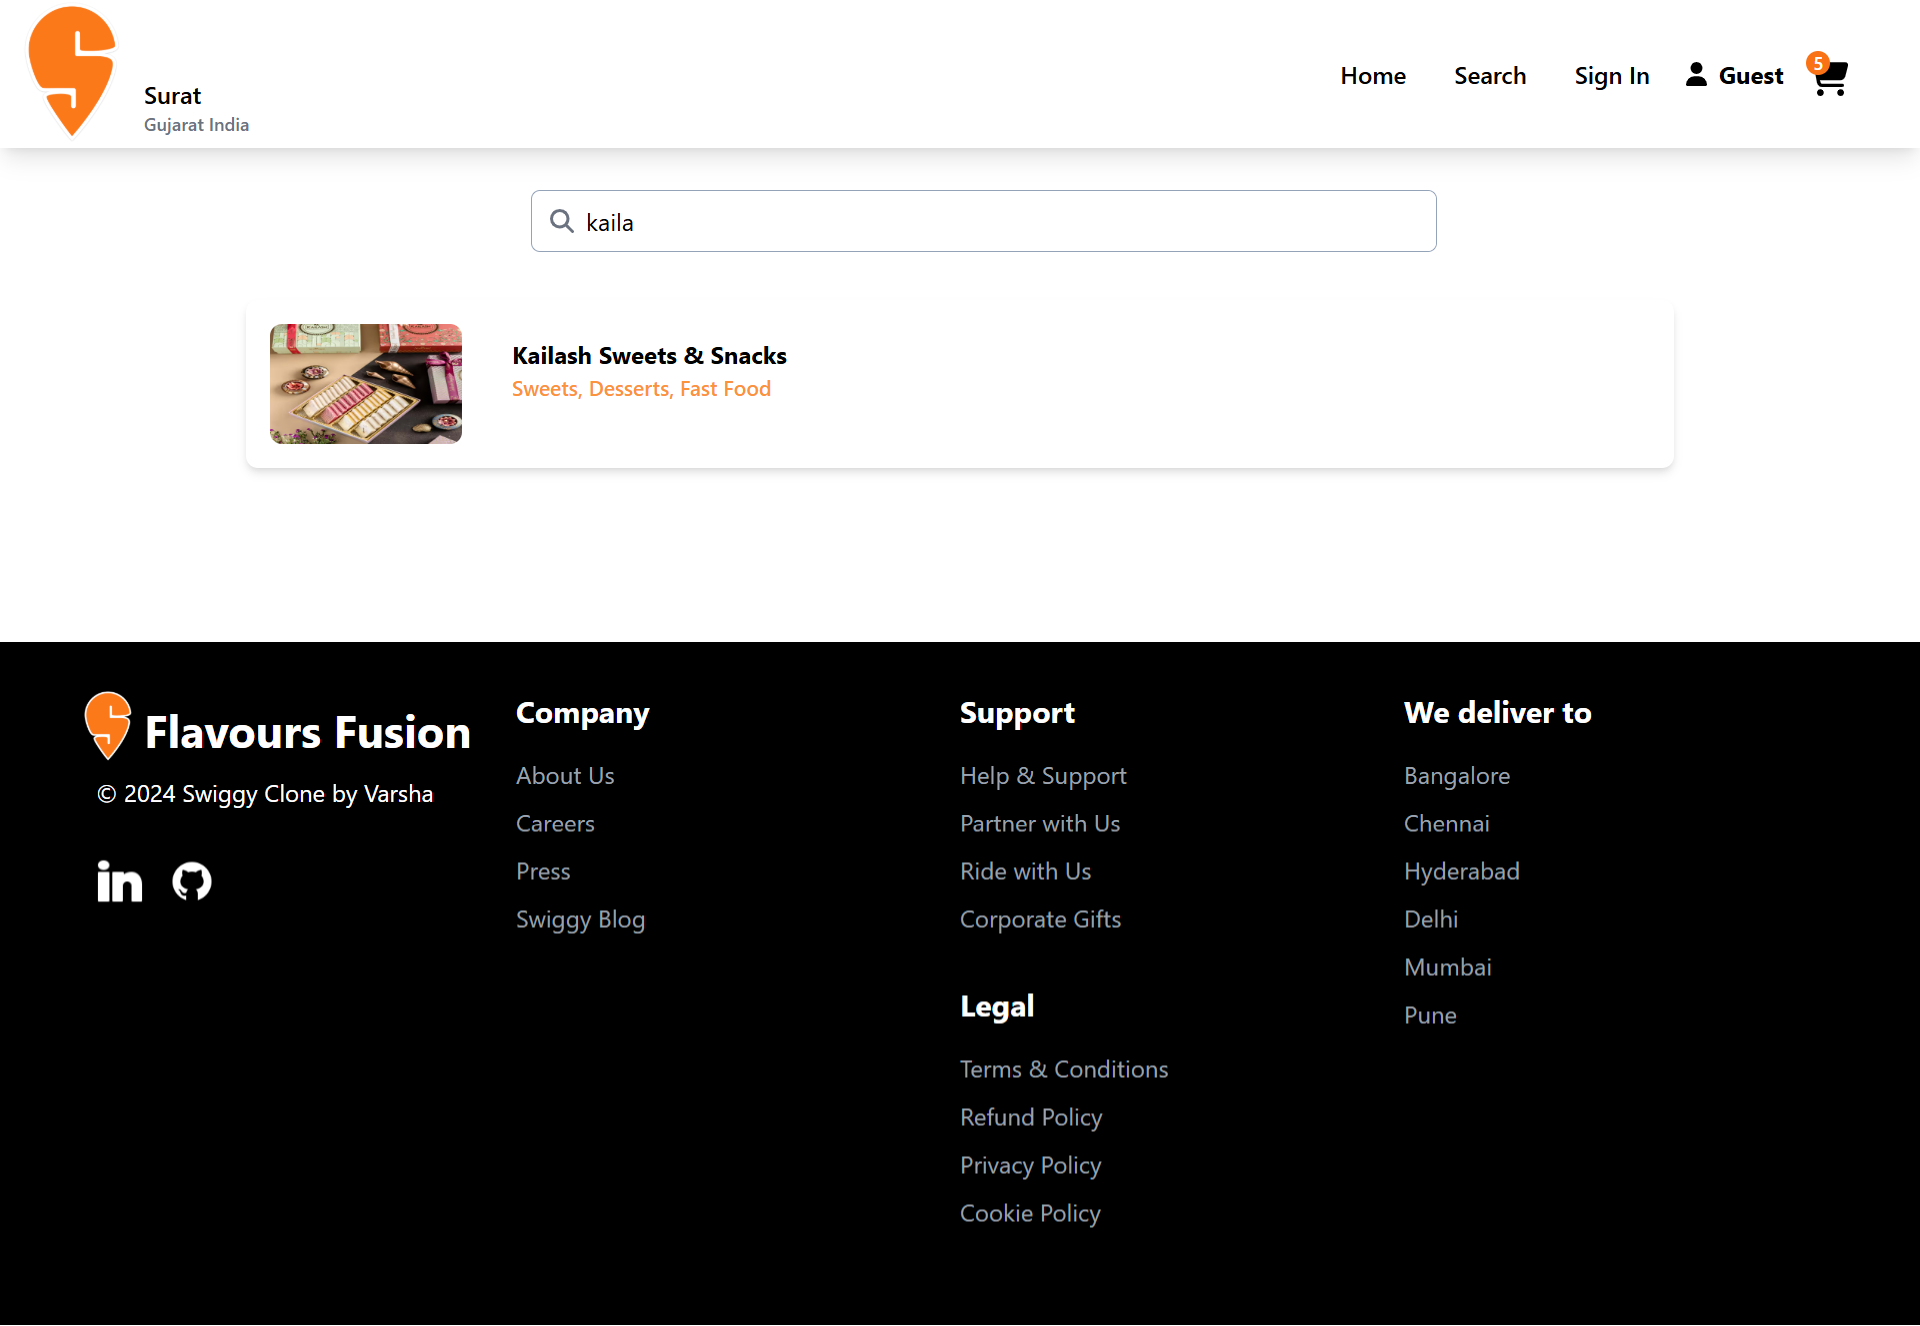 Surat
Gujarat India
Home
Search
Sign In
Guest
5
kaila
Kailash Sweets & Snacks
Sweets, Desserts, Fast Food
Flavours Fusion
© 2024 Swiggy Clone by Varsha
in
Company
About Us
Careers
Press
Swiggy Blog
Support
Help & Support
Partner with Us
Ride with Us
Corporate Gifts
Legal
Terms & Conditions
Refund Policy
Privacy Policy
Cookie Policy
We deliver to
Bangalore
Chennai
Hyderabad
Delhi
Mumbai
Pune